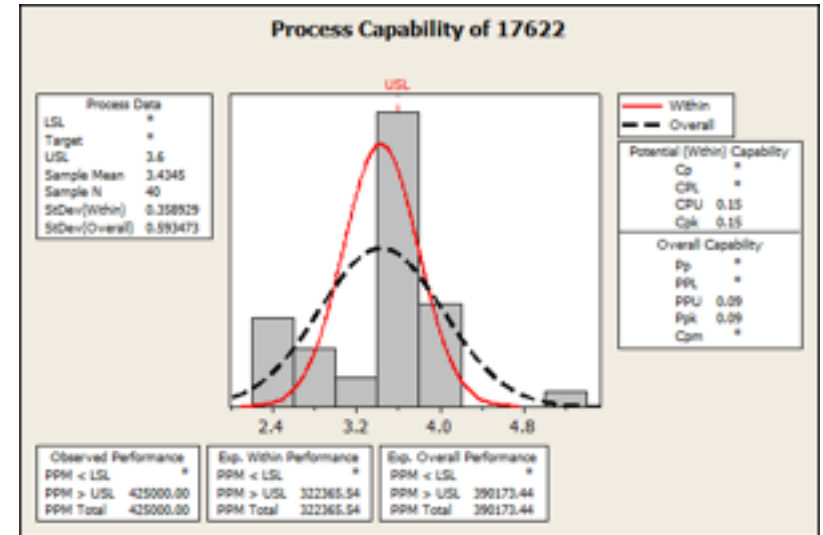 Process Capability of 17622
USL
Process Data
LSL *
Target *
USL 3.6
Sample Mean 3.4345
Sample N 40
StDev(Within) 0.358929
StDev(Overall) 0.593473
Within
Overall
Potential (Within) Capability
Cp *
CPL *
CPU 0.15
Cpk 0.15
Overall Capability
Pp *
PPL *
PPU 0.09
Ppk 0.09
Cpm *
2.4 3.2 4.0 4.8
Observed Performance
PPM < LSL *
PPM > USL 425000.00
PPM Total 425000.00
Exp. Within Performance
PPM < LSL *
PPM > USL 322365.54
PPM Total 322365.54
Exp. Overall Performance
PPM < LSL *
PPM > USL 390173.44
PPM Total 390173.44